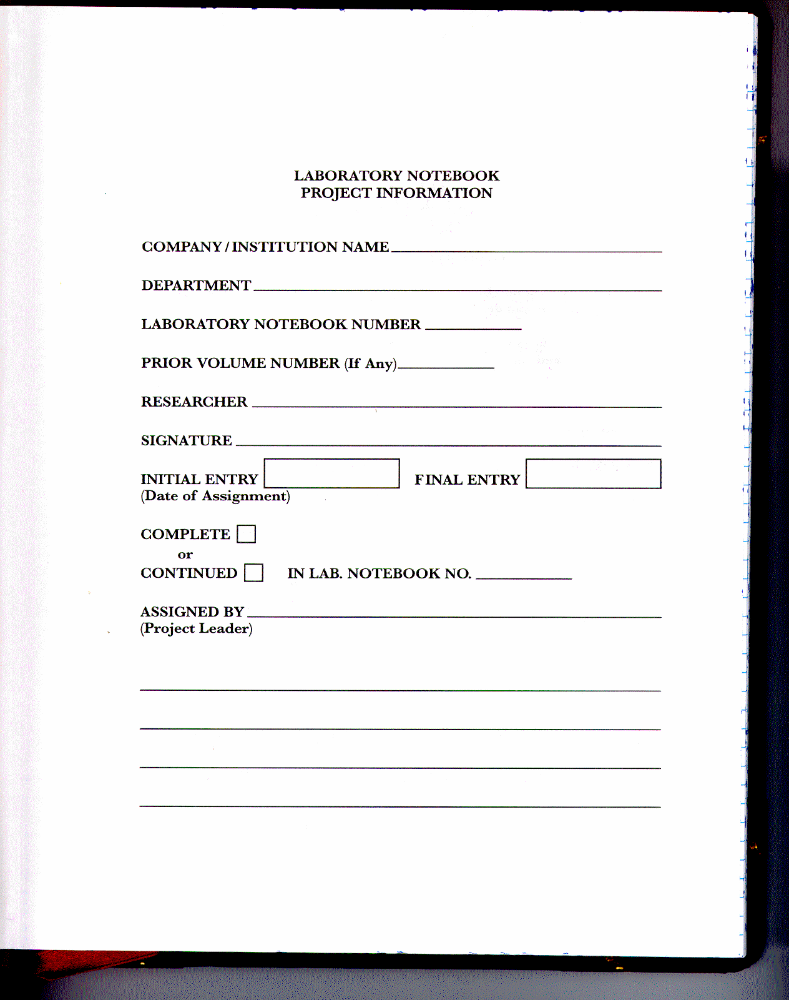 LABORATORY NOTEBOOK
PROJECT INFORMATION
COMPANY / INSTITUTION NAME
DEPARTMENT
LABORATORY NOTEBOOK NUMBER
PRIOR VOLUME NUMBER (If Any)
RESEARCHER
SIGNATURE
INITIAL ENTRY FINAL ENTRY
(Date of Assignment)
COMPLETE
or
CONTINUED IN LAB. NOTEBOOK NO.
ASSIGNED BY
(Project Leader)